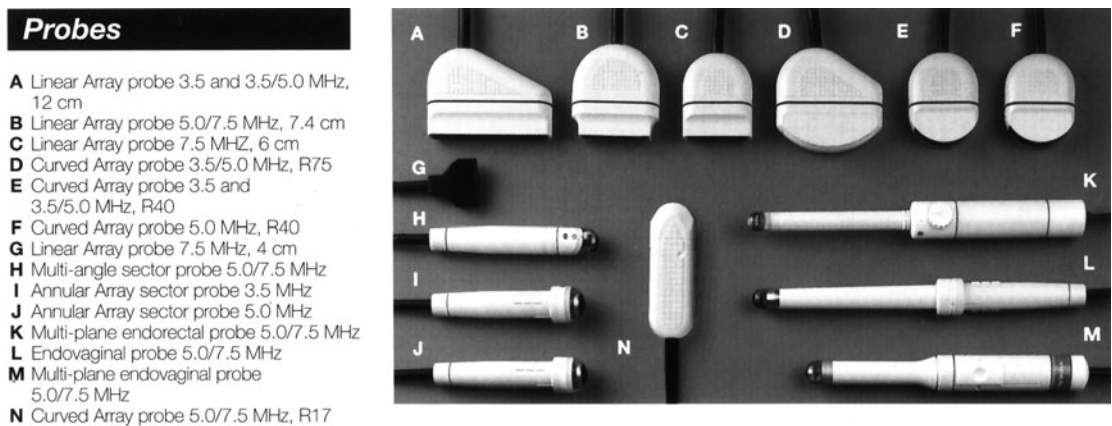 Probes
A Linear Array probe 3.5 and 3.5/5.0 MHz,
12 cm
B Linear Array probe 5.0/7.5 MHz, 7.4 cm
C Linear Array probe 7.5 MHZ, 6 cm
D Curved Array probe 3.5/5.0 MHz, R75
E Curved Array probe 3.5 and
3.5/5.0 MHz, R40
F Curved Array probe 5.0 MHz, R40
G Linear Array probe 7.5 MHz, 4 cm
H Multi-angle sector probe 5.0/7.5 MHz
I Annular Array sector probe 3.5 MHz
J Annular Array sector probe 5.0 MHz
K Multi-plane endorectal probe 5.0/7.5 MHz
L Endovaginal probe 5.0/7.5 MHz
M Multi-plane endovaginal probe
5.0/7.5 MHz
N Curved Array probe 5.0/7.5 MHz, R17
A B C D E F
G
K
H
I
L
J
N
M